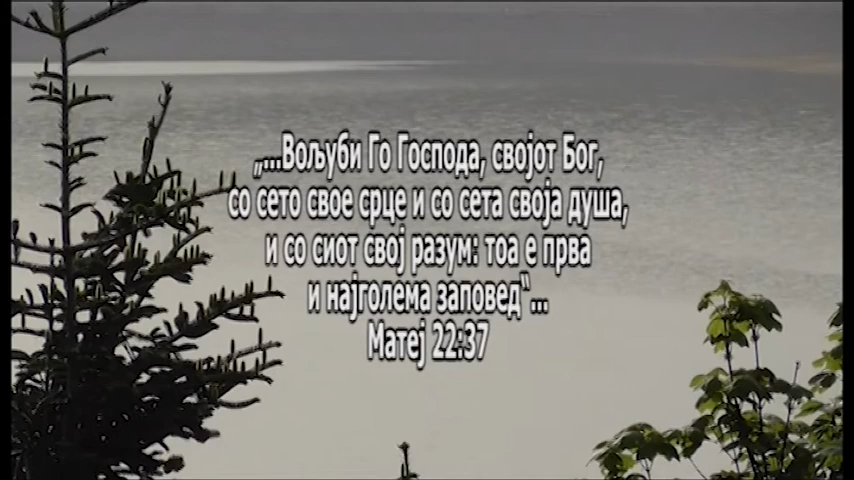 „...Вољуби Го Господа, својот Бог,
со сето свое срце и со сета своја душа,
и со сиот свој разум: тоа е прва
и најголема заповед“...
Матеј 22:37